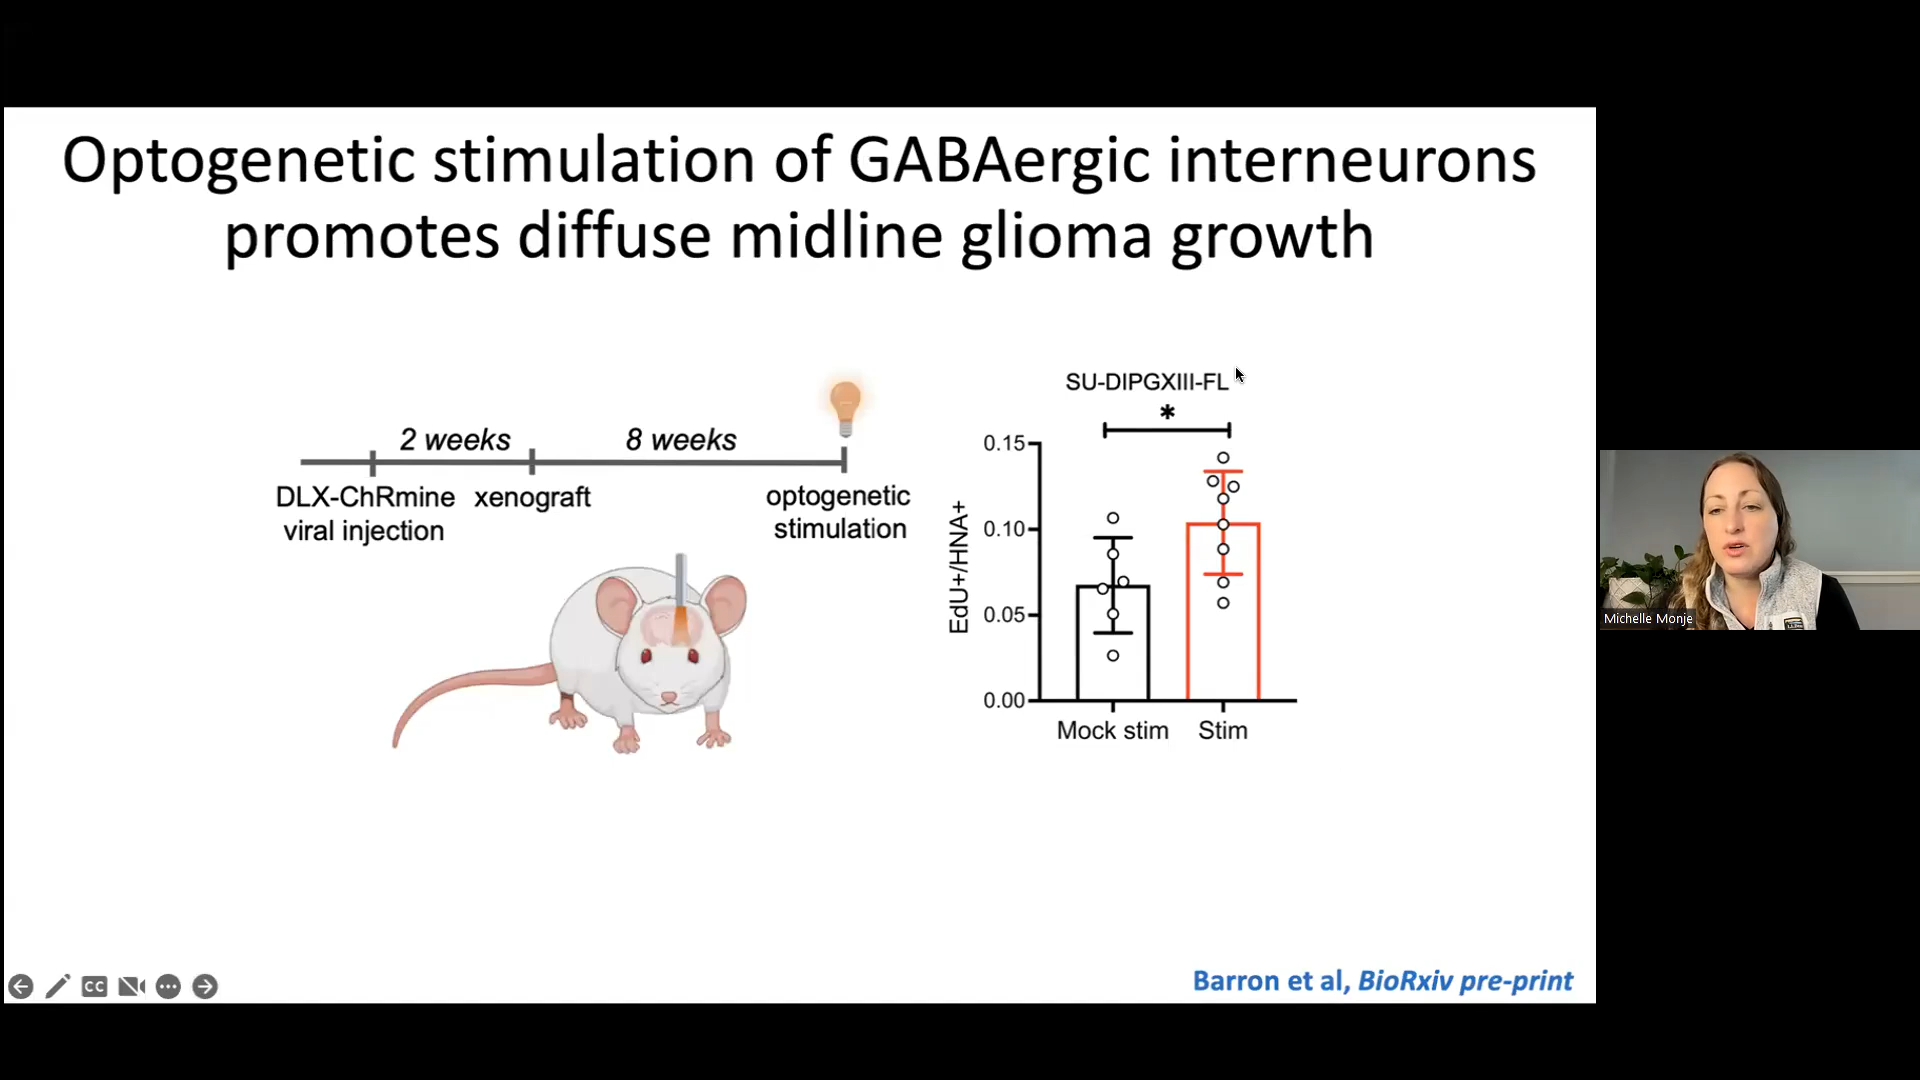 Optogenetic stimulation of GABAergic interneurons
promotes diffuse midline glioma growth
2 weeks
8 weeks
DLX-ChRmine
viral injection
xenograft
optogenetic
stimulation
SU-DIPGXIII-FL
*
EdU+/HNA+
0.15
0.10
0.05
0.00
Mock stim
Stim
Michelle Monje
CC
Barron et al, BioRxiv pre-print